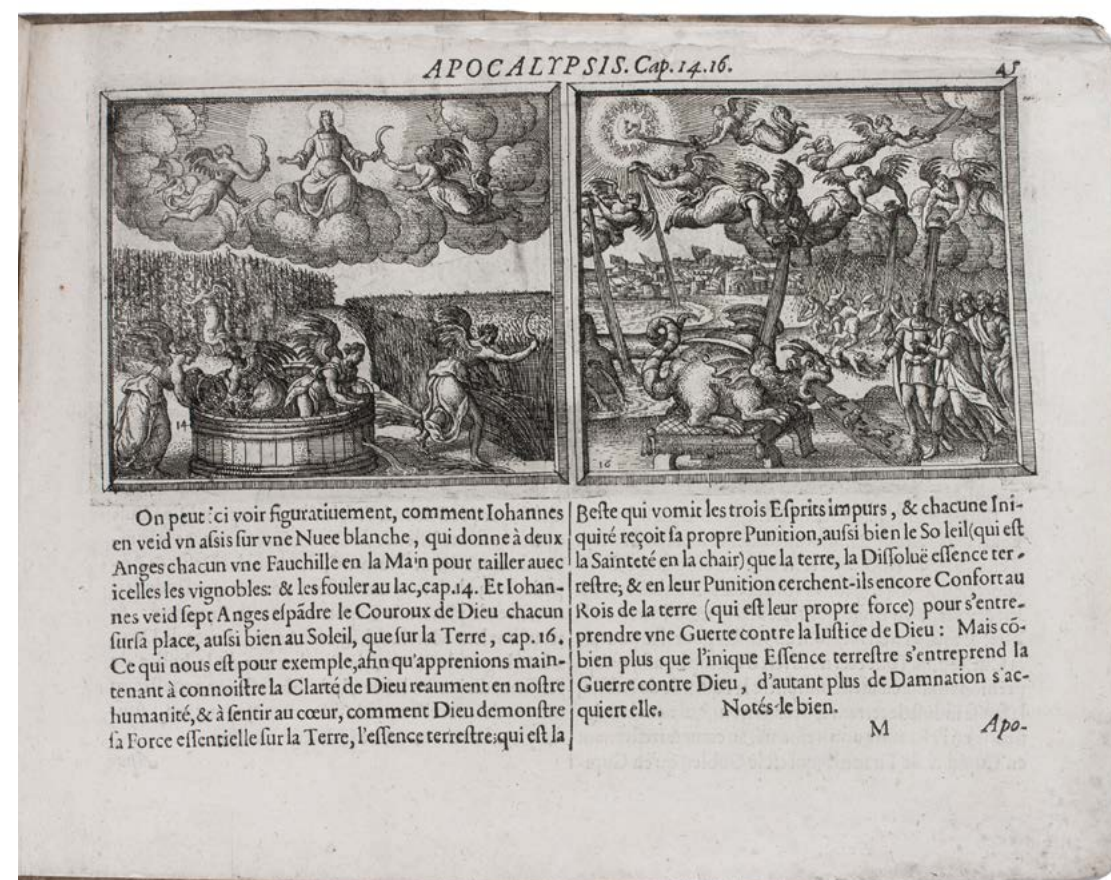 APOCALYPSIS. Cap. 14. 16.
45
14
16
On peut ici voir figuratiuement, comment Iohannes
en veid vn aſsis ſur vne Nuee blanche, qui donne à deux
Anges chacun vne Fauchille en la Main pour tailler auec
icelles les vignobles: & les fouler au lac, cap. 14. Et Iohan-
nes veid ſept Anges eſpãdre le Couroux de Dieu chacun
ſurſa place, auſsi bien au Soleil, que ſur la Terre, cap. 16.
Ce qui nous eſt pour exemple, afin qu'apprenions main-
tenant à connoiſtre la Clarté de Dieu reaument en noſtre
humanité, & à ſentir au cœur, comment Dieu demonſtre
ſa Force eſſentielle ſur la Terre, l'eſſence terreſtre; qui eſt la
Beſte qui vomit les trois Eſprits impurs, & chacune Ini-
quité reçoit ſa propre Punition, auſsi bien le So leil (qui eſt
la Sainteté en la chair) que la terre, la Diſſoluë eſſence ter-
reſtre; & en leur Punition cerchent-ils encore Confort au
Rois de la terre (qui eſt leur propre force) pour s'entre-
prendre vne Guerre contre la Iuſtice de Dieu: Mais cõ-
bien plus que l'inique Eſſence terreſtre s'entreprend la
Guerre contre Dieu, d'autant plus de Damnation s'ac-
quiert elle. Notés-le bien.
M
Apo-